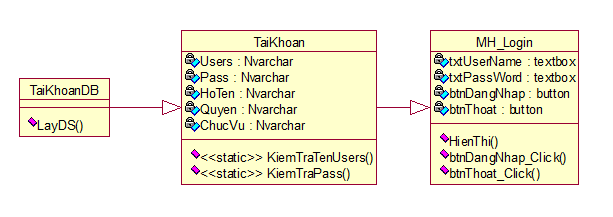 TaiKhoanDB
LayDS()
TaiKhoan
Users : Nvarchar
Pass : Nvarchar
HoTen : Nvarchar
Quyen : Nvarchar
ChucVu : Nvarchar
<<static>> KiemTraTenUsers()
<<static>> KiemTraPass()
MH_Login
txtUserName : textbox
txtPassWord : textbox
btnDangNhap : button
btnThoat : button
HienThi()
btnDangNhap_Click()
btnThoat_Click()